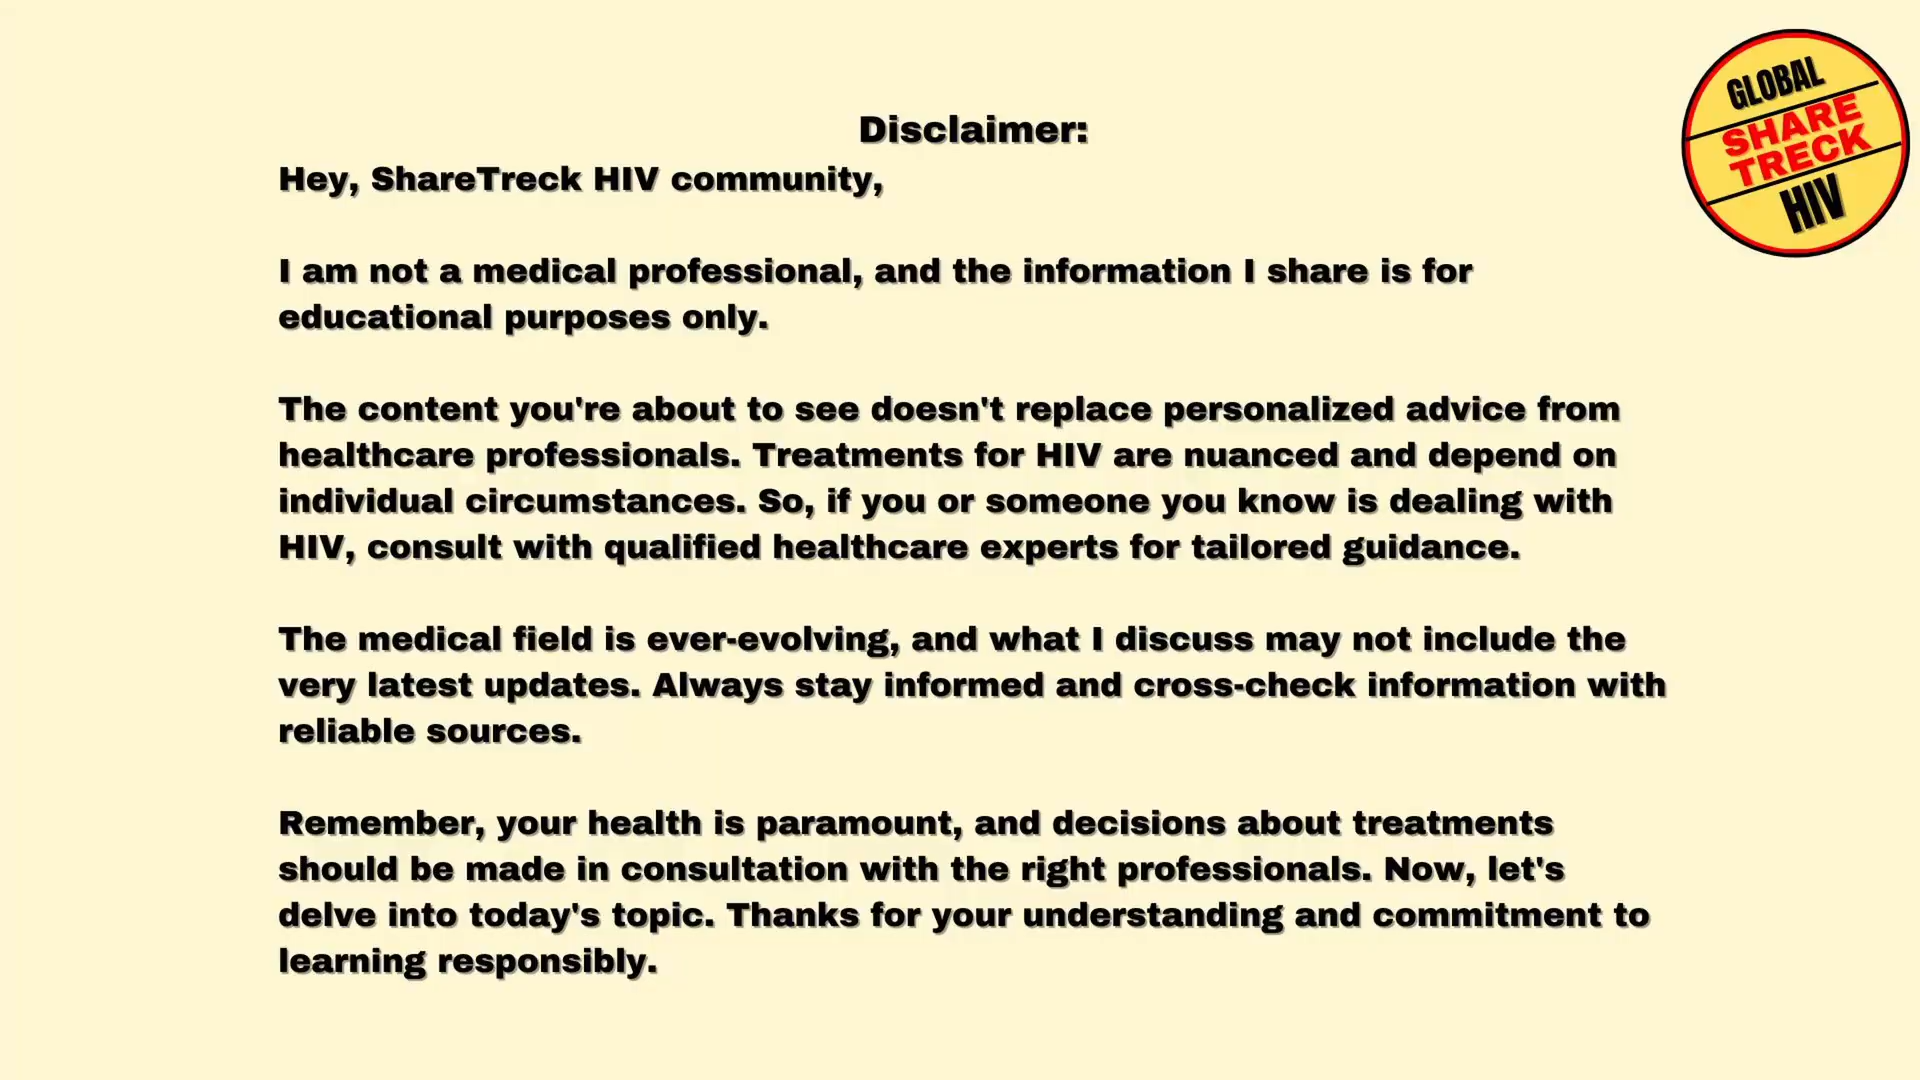 Disclaimer:
Hey, ShareTreck HIV community,
I am not a medical professional, and the information I share is for
educational purposes only.
The content you're about to see doesn't replace personalized advice from
healthcare professionals. Treatments for HIV are nuanced and depend on
individual circumstances. So, if you or someone you know is dealing with
HIV, consult with qualified healthcare experts for tailored guidance.
The medical field is ever-evolving, and what I discuss may not include the
very latest updates. Always stay informed and cross-check information with
reliable sources.
Remember, your health is paramount, and decisions about treatments
should be made in consultation with the right professionals. Now, let's
delve into today's topic. Thanks for your understanding and commitment to
learning responsibly.
GLOBAL
SHARE
TRECK
HIV